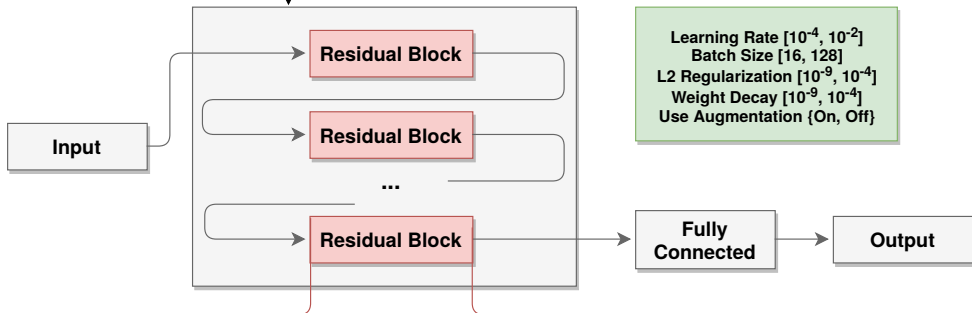 Residual Block
Learning Rate [10⁻⁴, 10⁻²]
Batch Size [16, 128]
L2 Regularization [10⁻⁹, 10⁻⁴]
Weight Decay [10⁻⁹, 10⁻⁴]
Use Augmentation {On, Off}
Input
Residual Block
...
Residual Block
Fully
Connected
Output